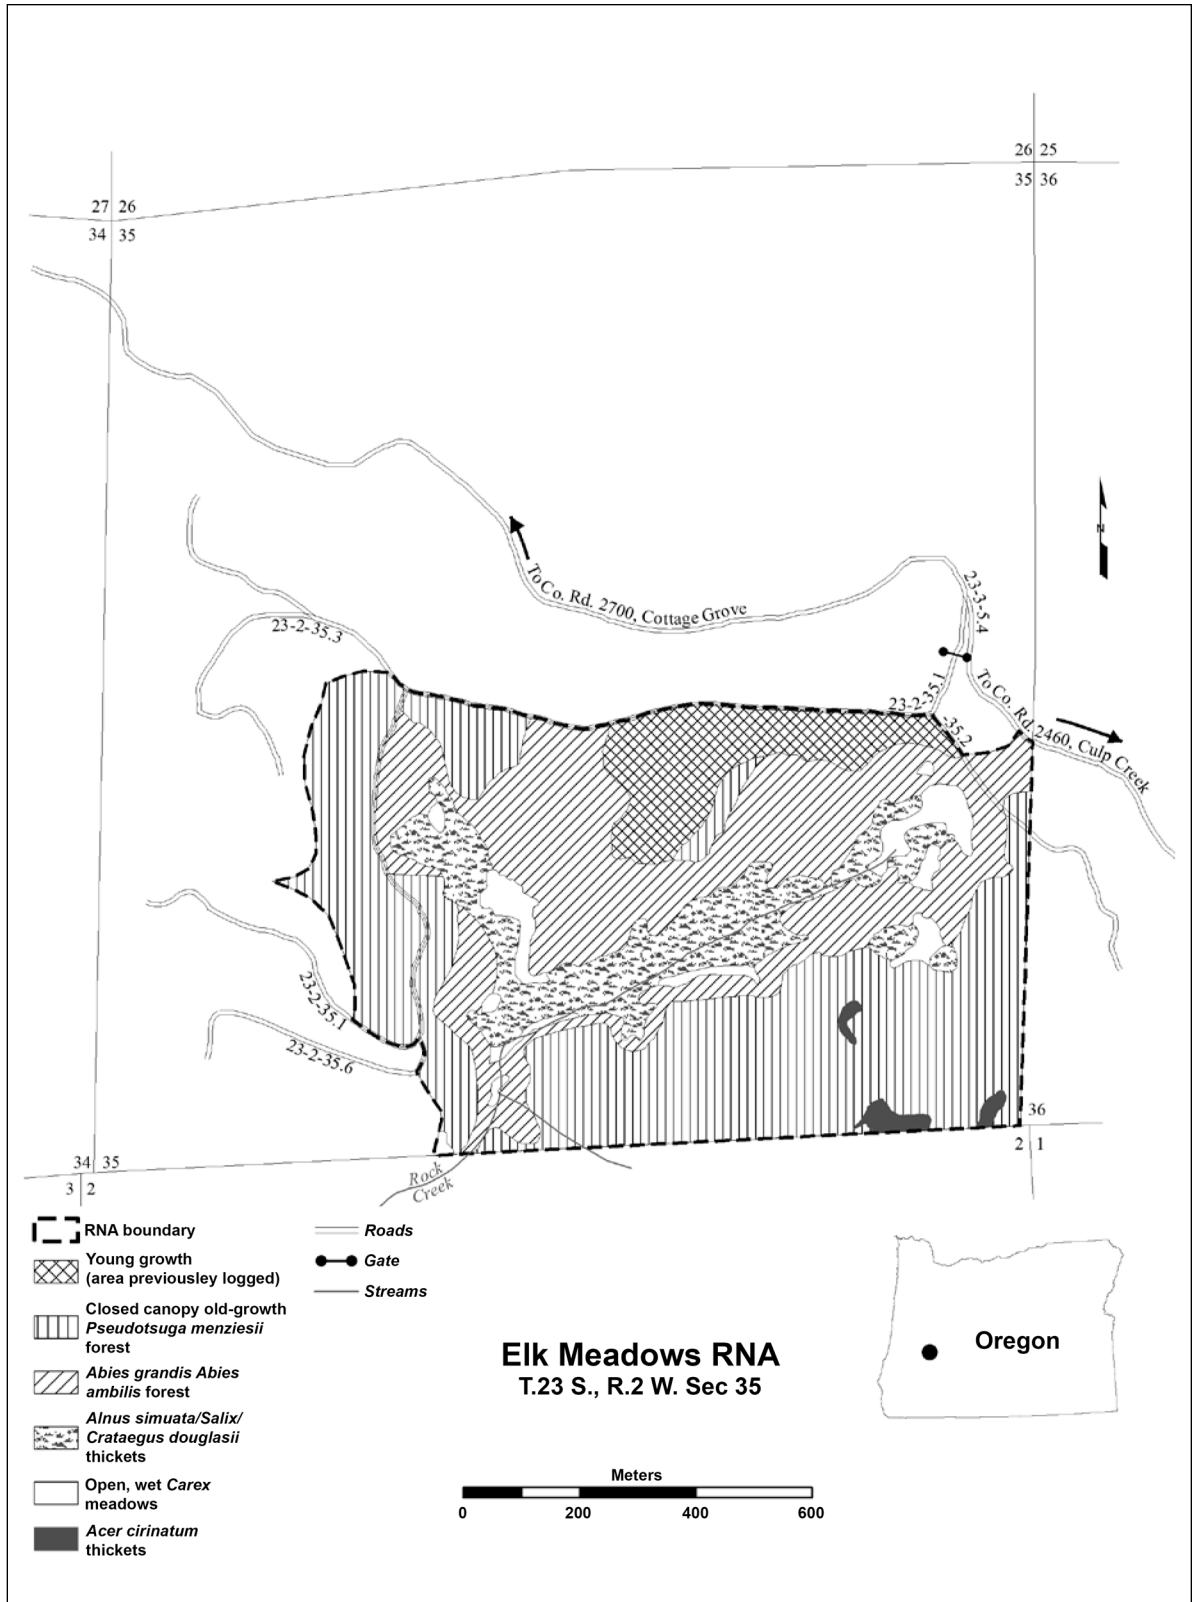 26 25
35 36
27 26
34 35
N
23-3-5.4
To Co. Rd. 2700, Cottage Grove
23-2-35.3
23-2-35.1
-35.2
To Co. Rd 2460, Culp Creek
23-2-35.1
23-2-35.6
36
2 1
34 35
3 2
Rock
Creek
RNA boundary
Young growth
(area previousley logged)
Closed canopy old-growth
Pseudotsuga menziesii
forest
Abies grandis Abies
ambilis forest
Alnus simuata/Salix/
Crataegus douglasii
thickets
Open, wet Carex
meadows
Acer cirinatum
thickets
Roads
Gate
Streams
Elk Meadows RNA
T.23 S., R.2 W. Sec 35
Oregon
Meters
0 200 400 600